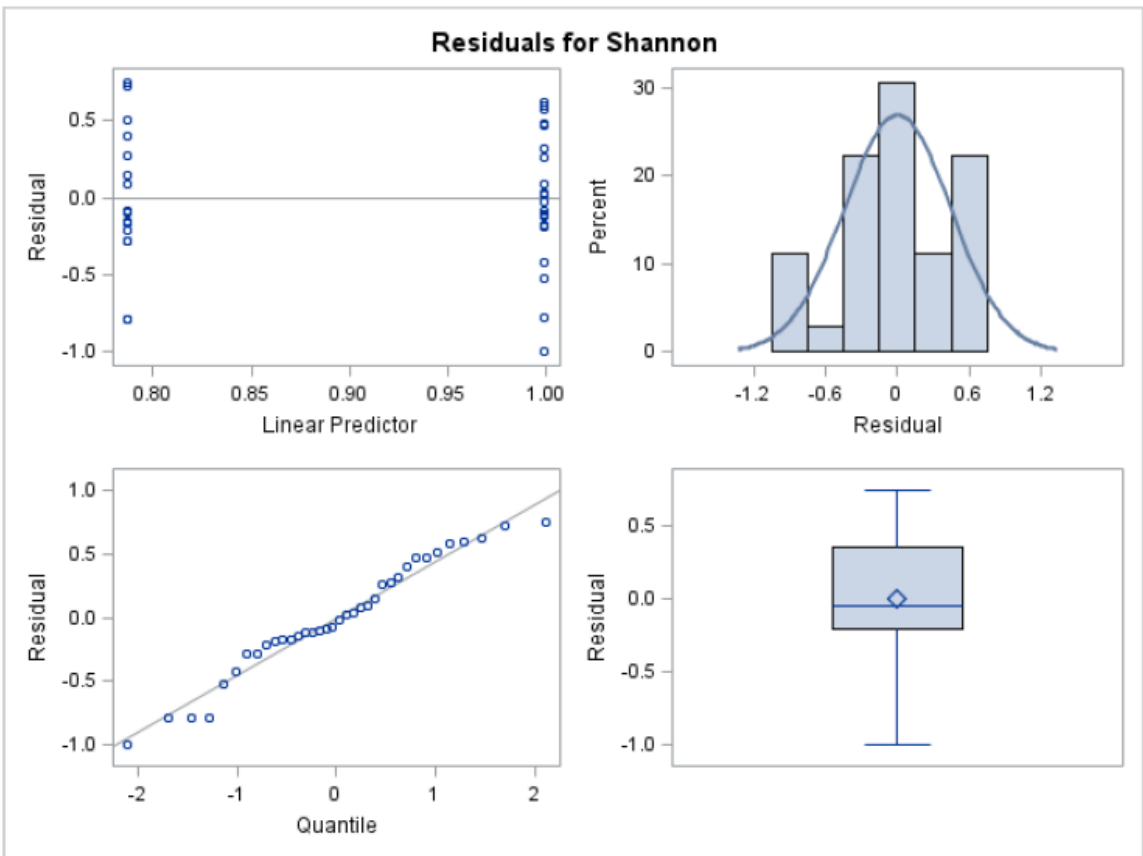 Residuals for Shannon
Residual
0.5
0.0
-0.5
-1.0
0.80 0.85 0.90 0.95 1.00
Linear Predictor
Percent
30
20
10
0
-1.2 -0.6 0 0.6 1.2
Residual
Residual
1.0
0.5
0.0
-0.5
-1.0
-2 -1 0 1 2
Quantile
Residual
0.5
0.0
-0.5
-1.0